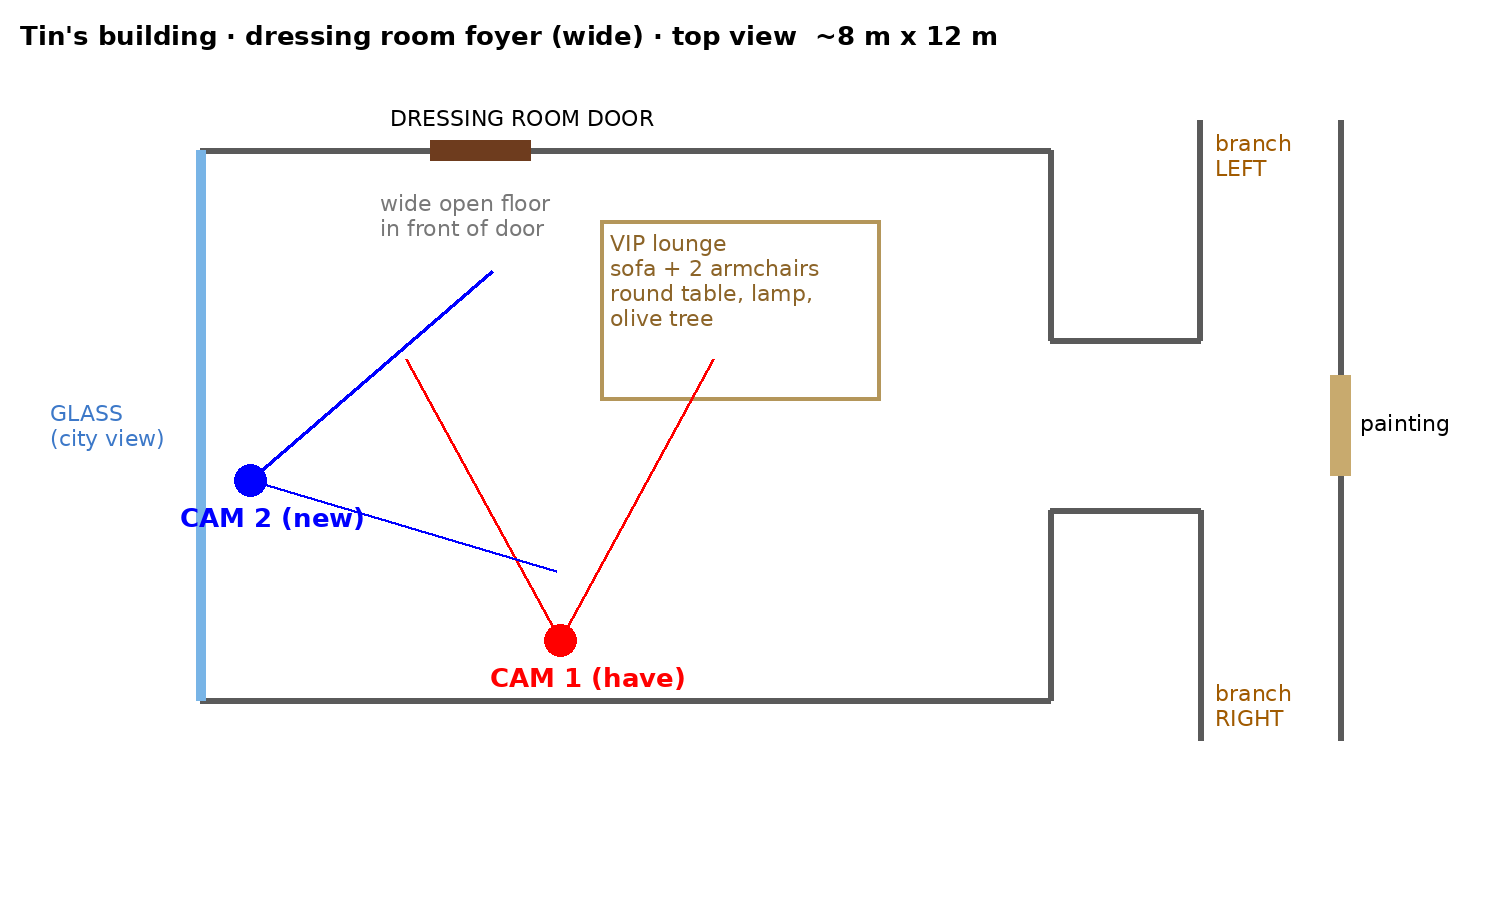 Tin's building · dressing room foyer (wide) · top view  ~8 m x 12 m
DRESSING ROOM DOOR
branch
LEFT
wide open floor
in front of door
VIP lounge
sofa + 2 armchairs
round table, lamp,
olive tree
GLASS
(city view)
painting
CAM 2 (new)
CAM 1 (have)
branch
RIGHT